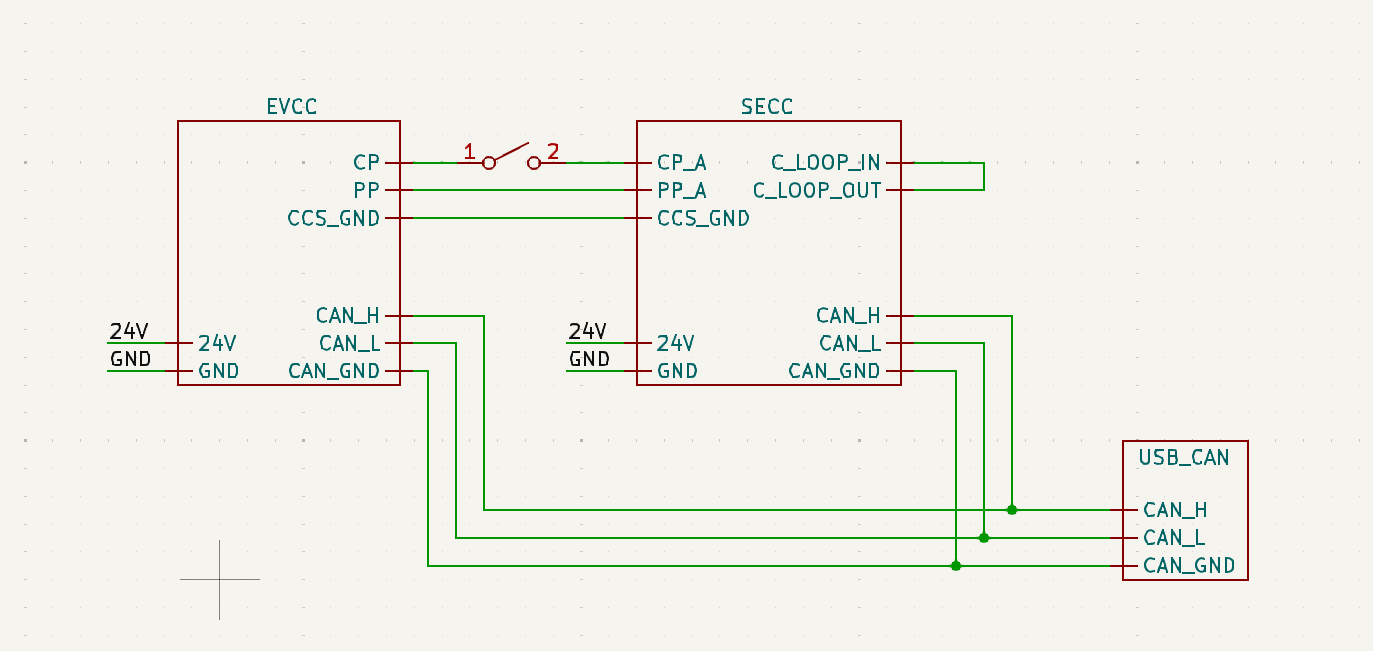 EVCC
SECC
CP
1
2
CP_A
C_LOOP_IN
PP
PP_A
C_LOOP_OUT
CCS_GND
CCS_GND
CAN_H
CAN_H
24V
24V
CAN_L
24V
24V
CAN_L
GND
GND
CAN_GND
GND
GND
CAN_GND
USB_CAN
CAN_H
CAN_L
CAN_GND